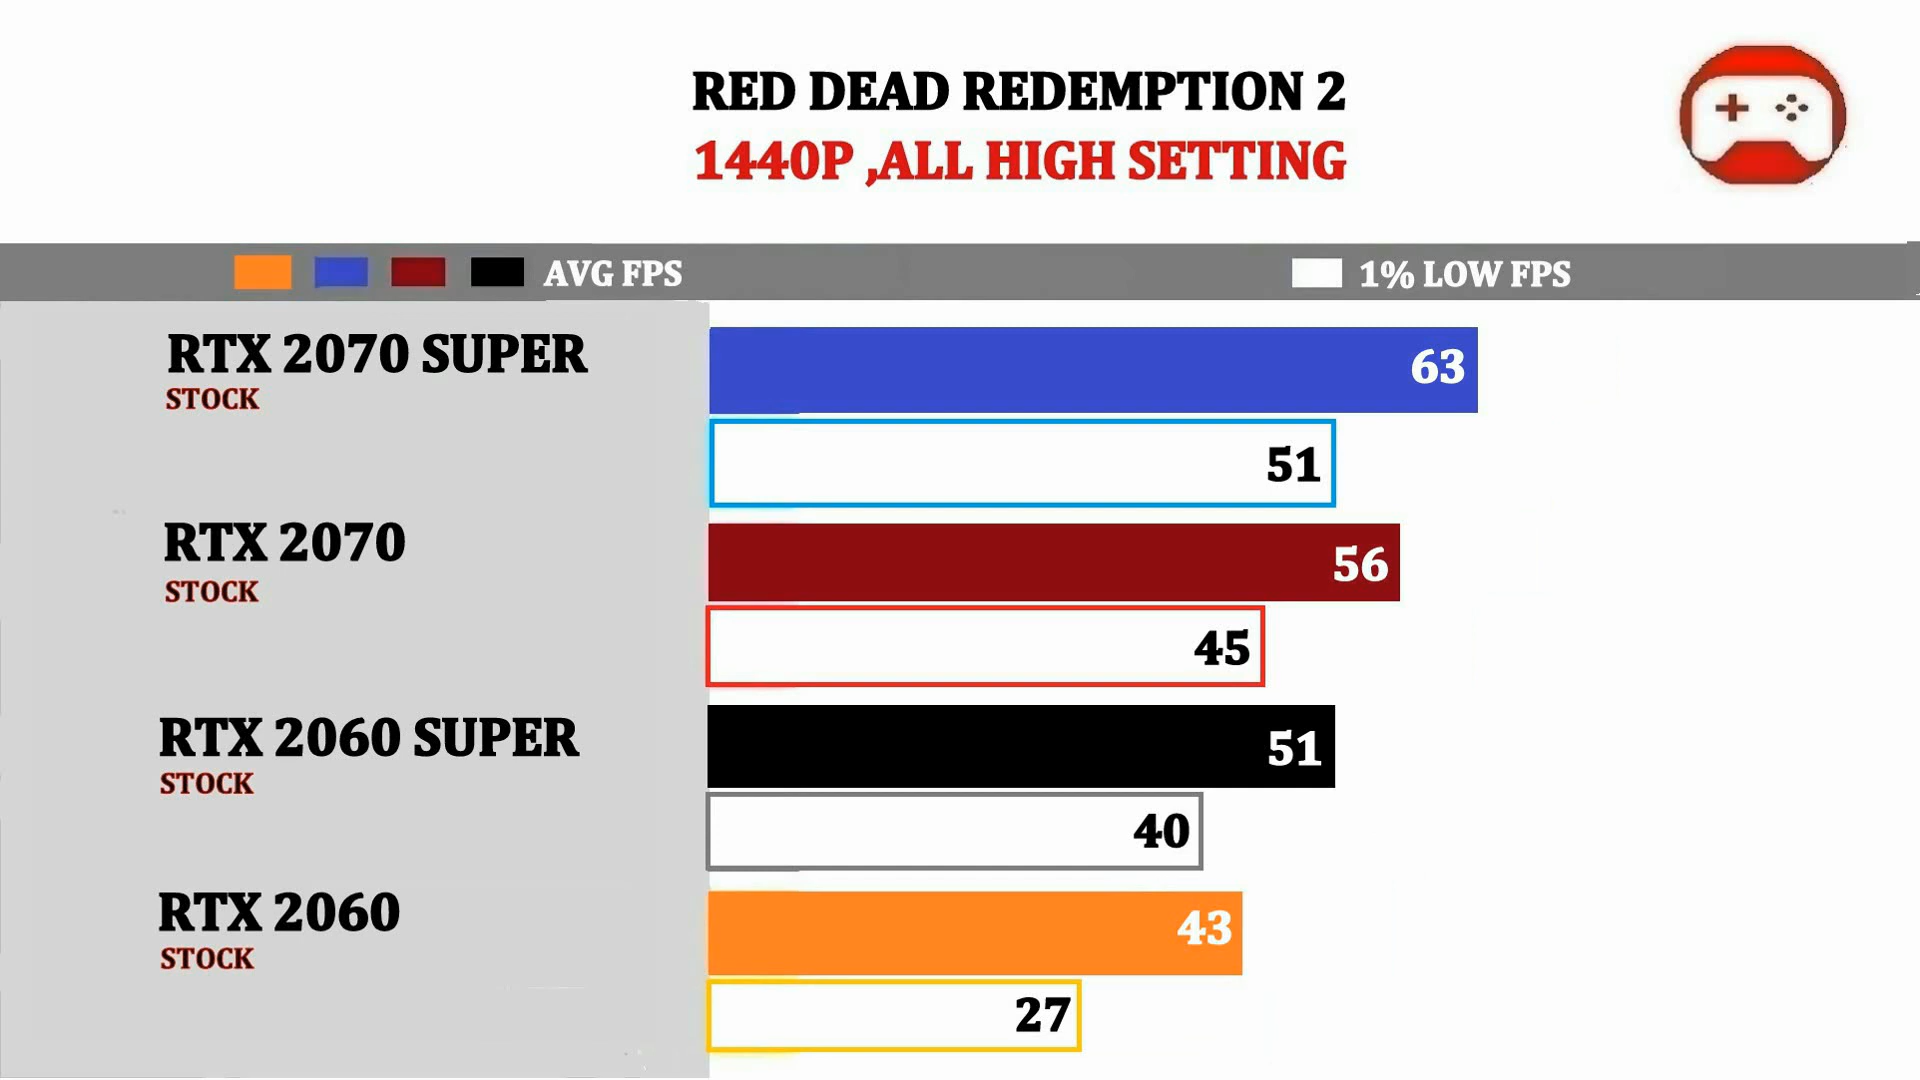 RED DEAD REDEMPTION 2
1440P ,ALL HIGH SETTING
AVG FPS
1% LOW FPS
RTX 2070 SUPER
STOCK
63
51
RTX 2070
STOCK
56
45
RTX 2060 SUPER
STOCK
51
40
RTX 2060
STOCK
43
27